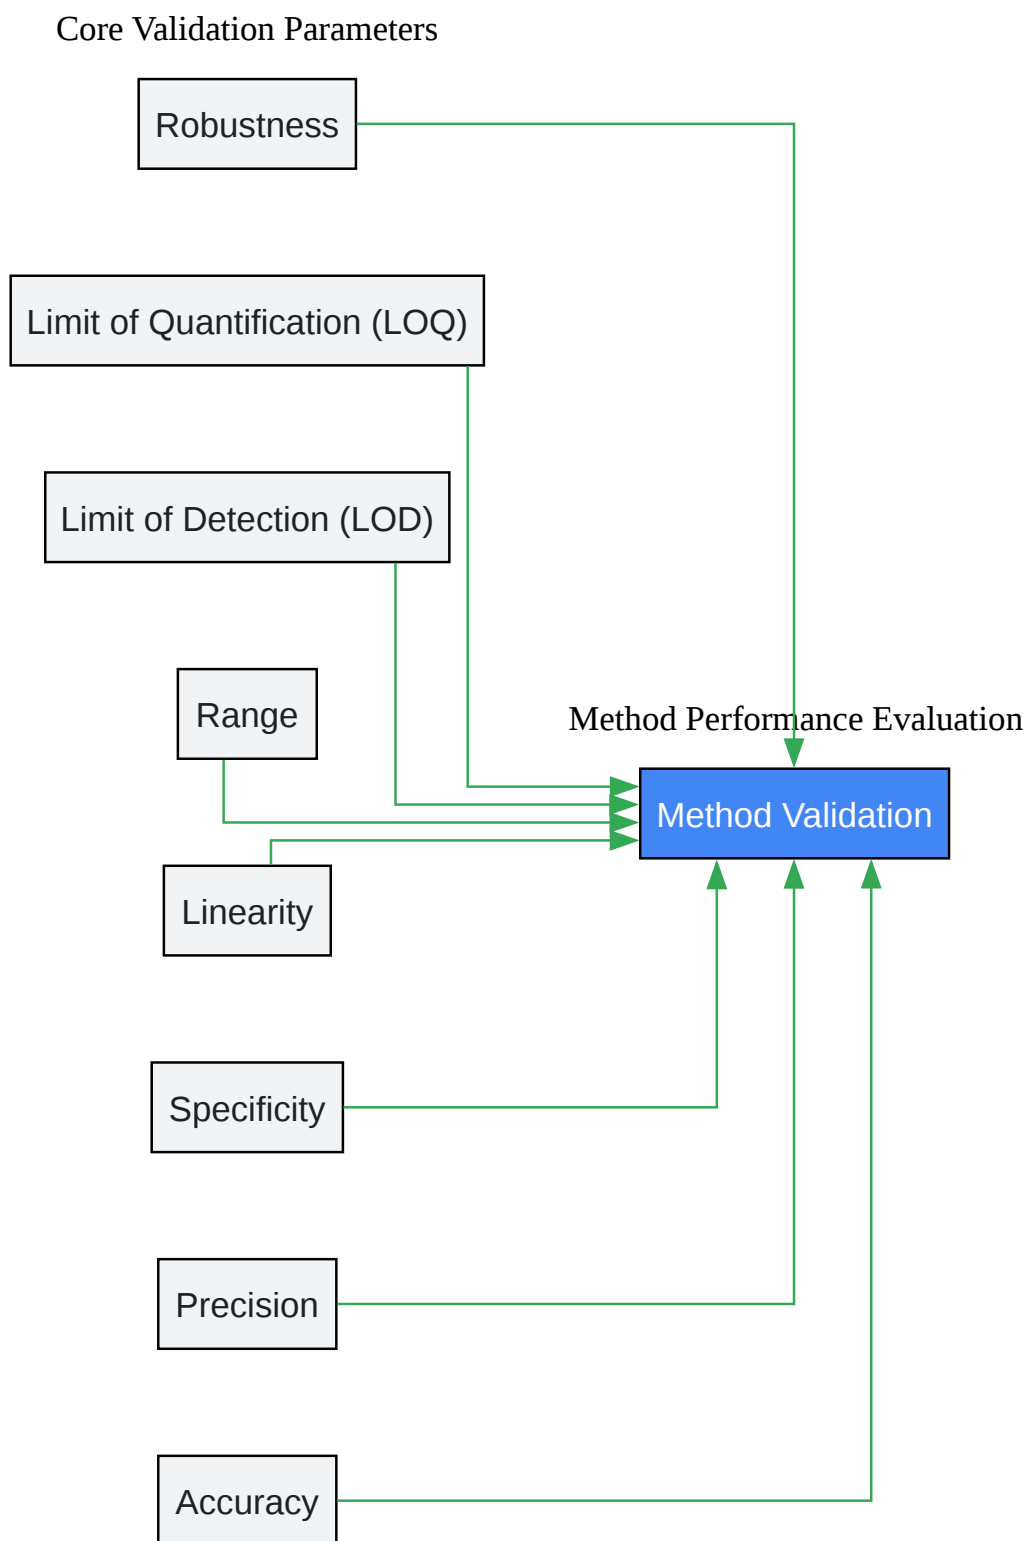 Core Validation Parameters
Robustness
Limit of Quantification (LOQ)
Limit of Detection (LOD)
Range
Method Performance Evaluation
Method Validation
Linearity
Specificity
Precision
Accuracy